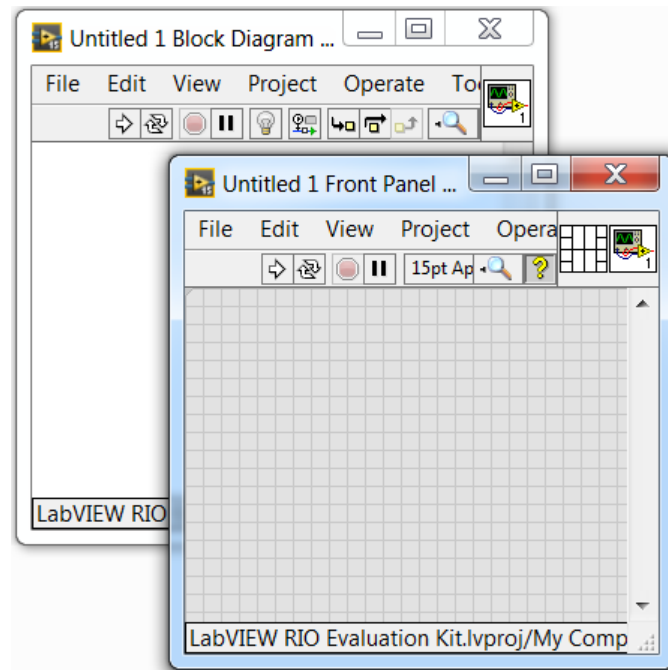 Untitled 1 Block Diagram ...
File Edit View Project Operate Too
1
Untitled 1 Front Panel ...
File Edit View Project Opera
15pt Ap ?
1
LabVIEW RIO
LabVIEW RIO Evaluation Kit.lvproj/My Comp